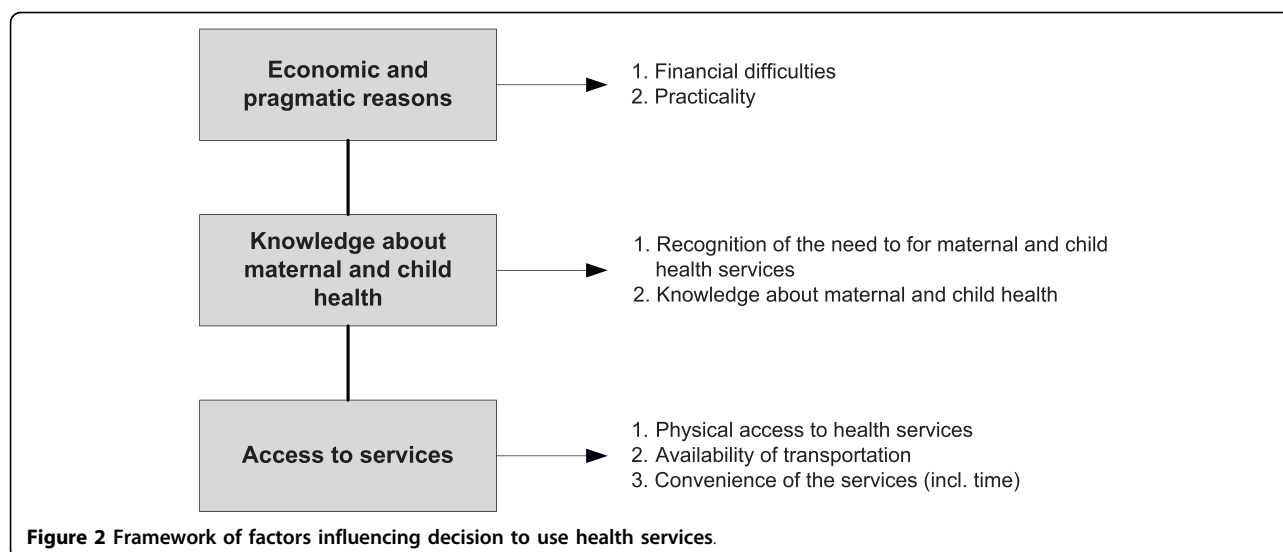 Economic and
pragmatic reasons
1. Financial difficulties
2. Practicality
Knowledge about
maternal and child
health
1. Recognition of the need to for maternal and child
health services
2. Knowledge about maternal and child health
Access to services
1. Physical access to health services
2. Availability of transportation
3. Convenience of the services (incl. time)
Figure 2 Framework of factors influencing decision to use health services.